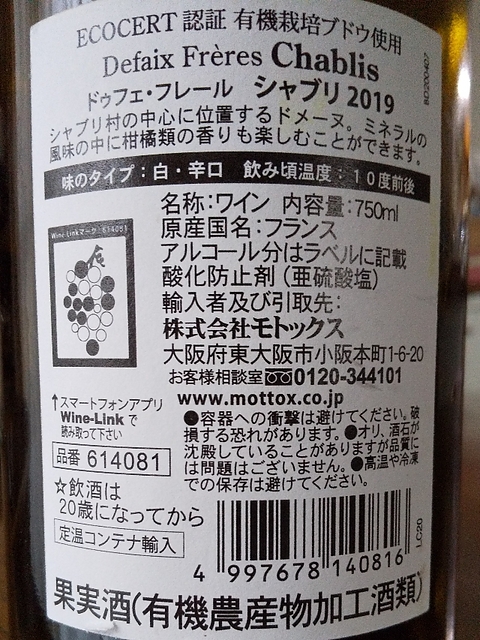 ECOCERT 認証 有機栽培ブドウ使用
Defaix Frères Chablis
ドゥフェ・フレール シャブリ 2019
シャブリ村の中心に位置するドメーヌ。ミネラルの
風味の中に柑橘類の香りも楽しむことができます。
BD200407
味のタイプ：白・辛口 飲み頃温度：10度前後
名称：ワイン 内容量：750ml
原産国名：フランス
アルコール分はラベルに記載
酸化防止剤（亜硫酸塩）
輸入者及び引取先：
株式会社モトックス
大阪府東大阪市小阪本町1-6-20
お客様相談室 0120-344101
www.mottox.co.jp
Wine-Linkマーク：614081
↑スマートフォンアプリ
Wine-Link で
読み取って下さい
品番 614081
☆飲酒は
20歳になってから
定温コンテナ輸入
●容器への衝撃は避けてください。破
損する恐れがあります。●オリ、酒石が
沈殿していることがありますが品質に
は問題はございません。●高温や冷凍
での保存は避けてください。
4 997678 140816
LC20
果実酒（有機農産物加工酒類）